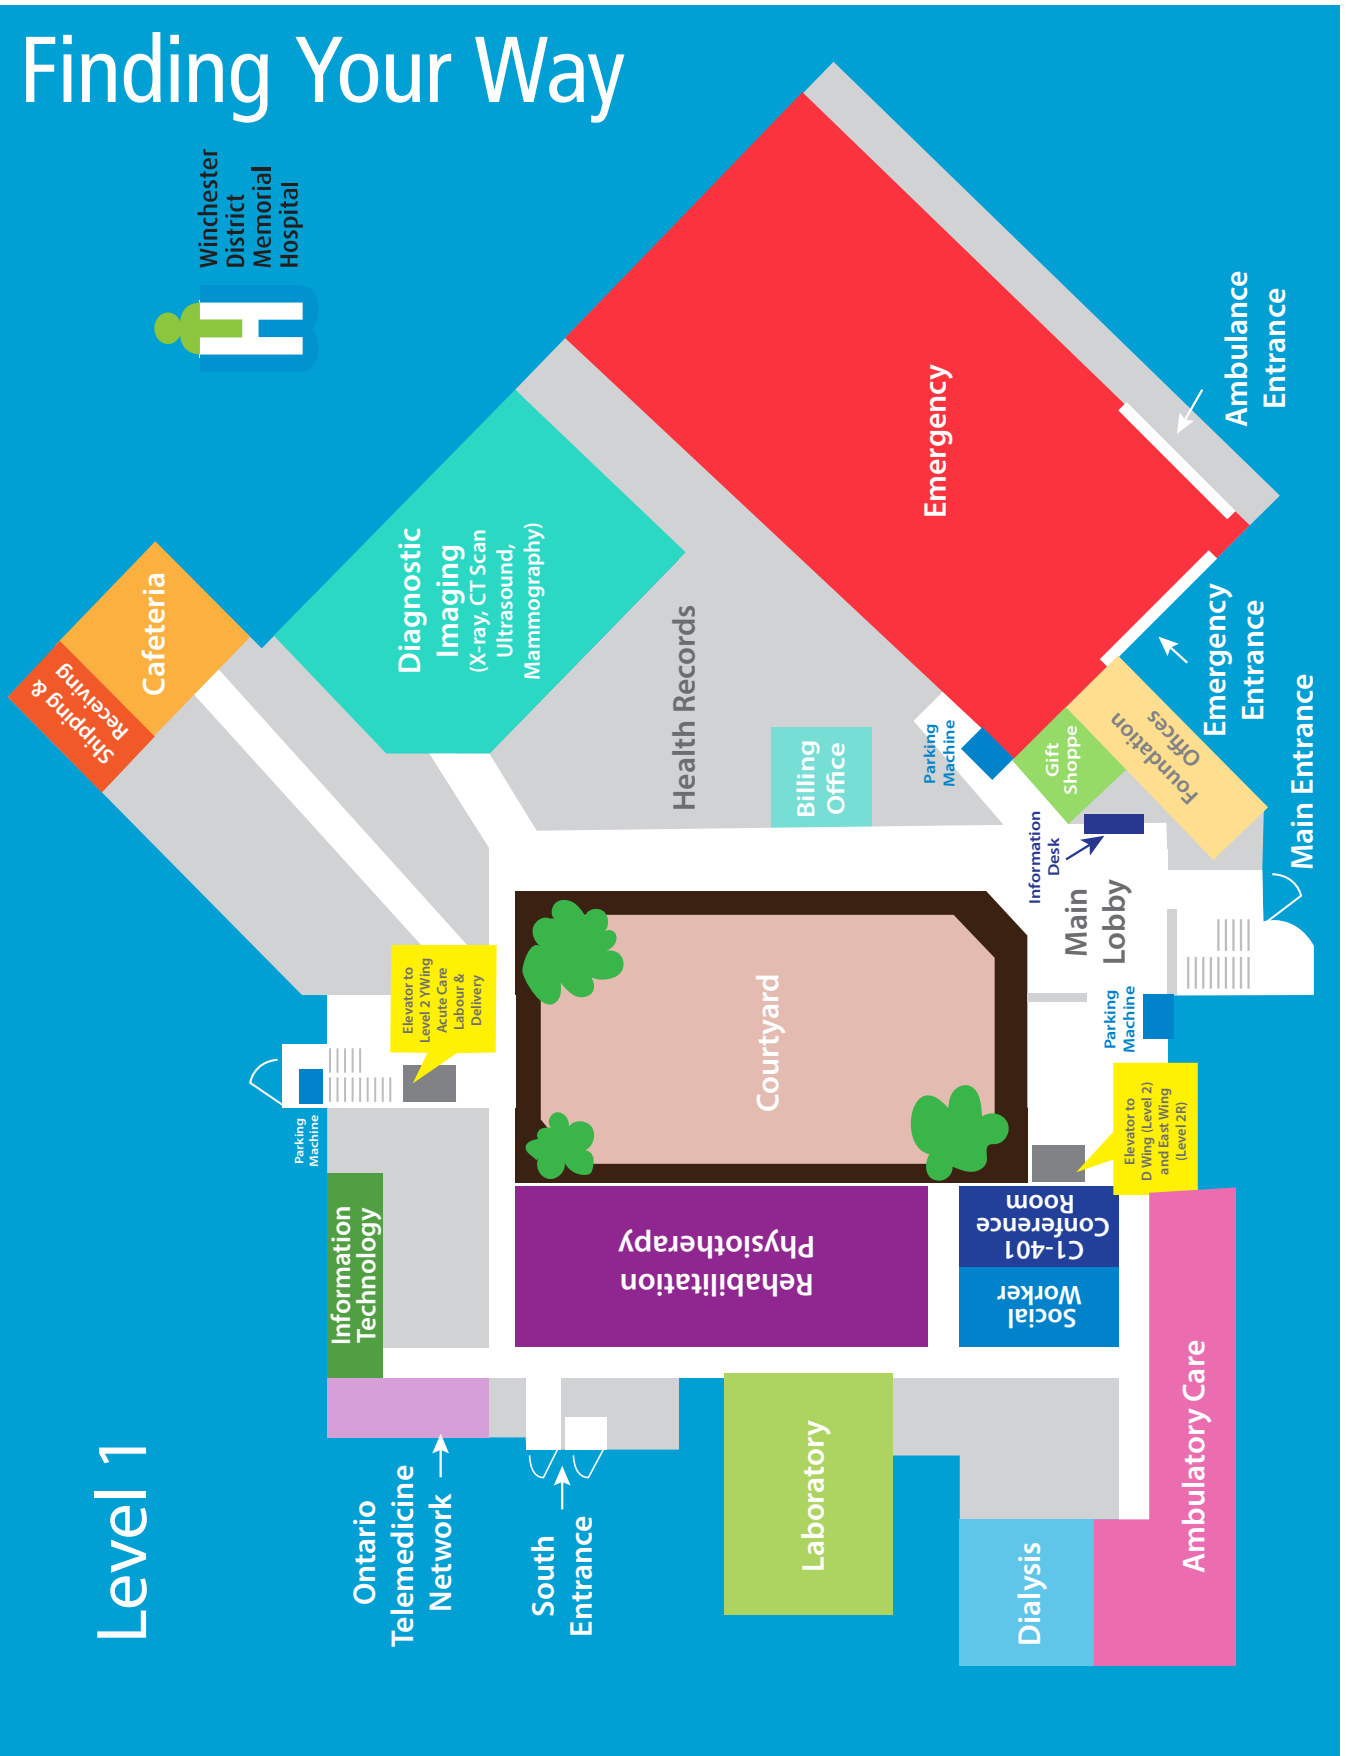 Finding Your Way
Winchester
District
Memorial
Hospital
H
Level 1
Emergency
Ambulance
Entrance
Emergency
Entrance
Main Entrance
Diagnostic
Imaging
(X-ray, CT Scan
Ultrasound,
Mammography)
Cafeteria
Shipping &
Receiving
Health Records
Billing
Office
Parking
Machine
Gift
Shoppe
Foundation
Offices
Information
Desk
Main
Lobby
Elevator to
Level 2 YWing
Acute Care
Labour &
Delivery
Courtyard
Parking
Machine
Parking
Machine
Elevator to
D Wing (Level 2)
and East Wing
(Level 2R)
Information
Technology
Rehabilitation
Physiotherapy
C1-401
Conference
Room
Social
Worker
Ontario
Telemedicine
Network
South
Entrance
Laboratory
Dialysis
Ambulatory Care